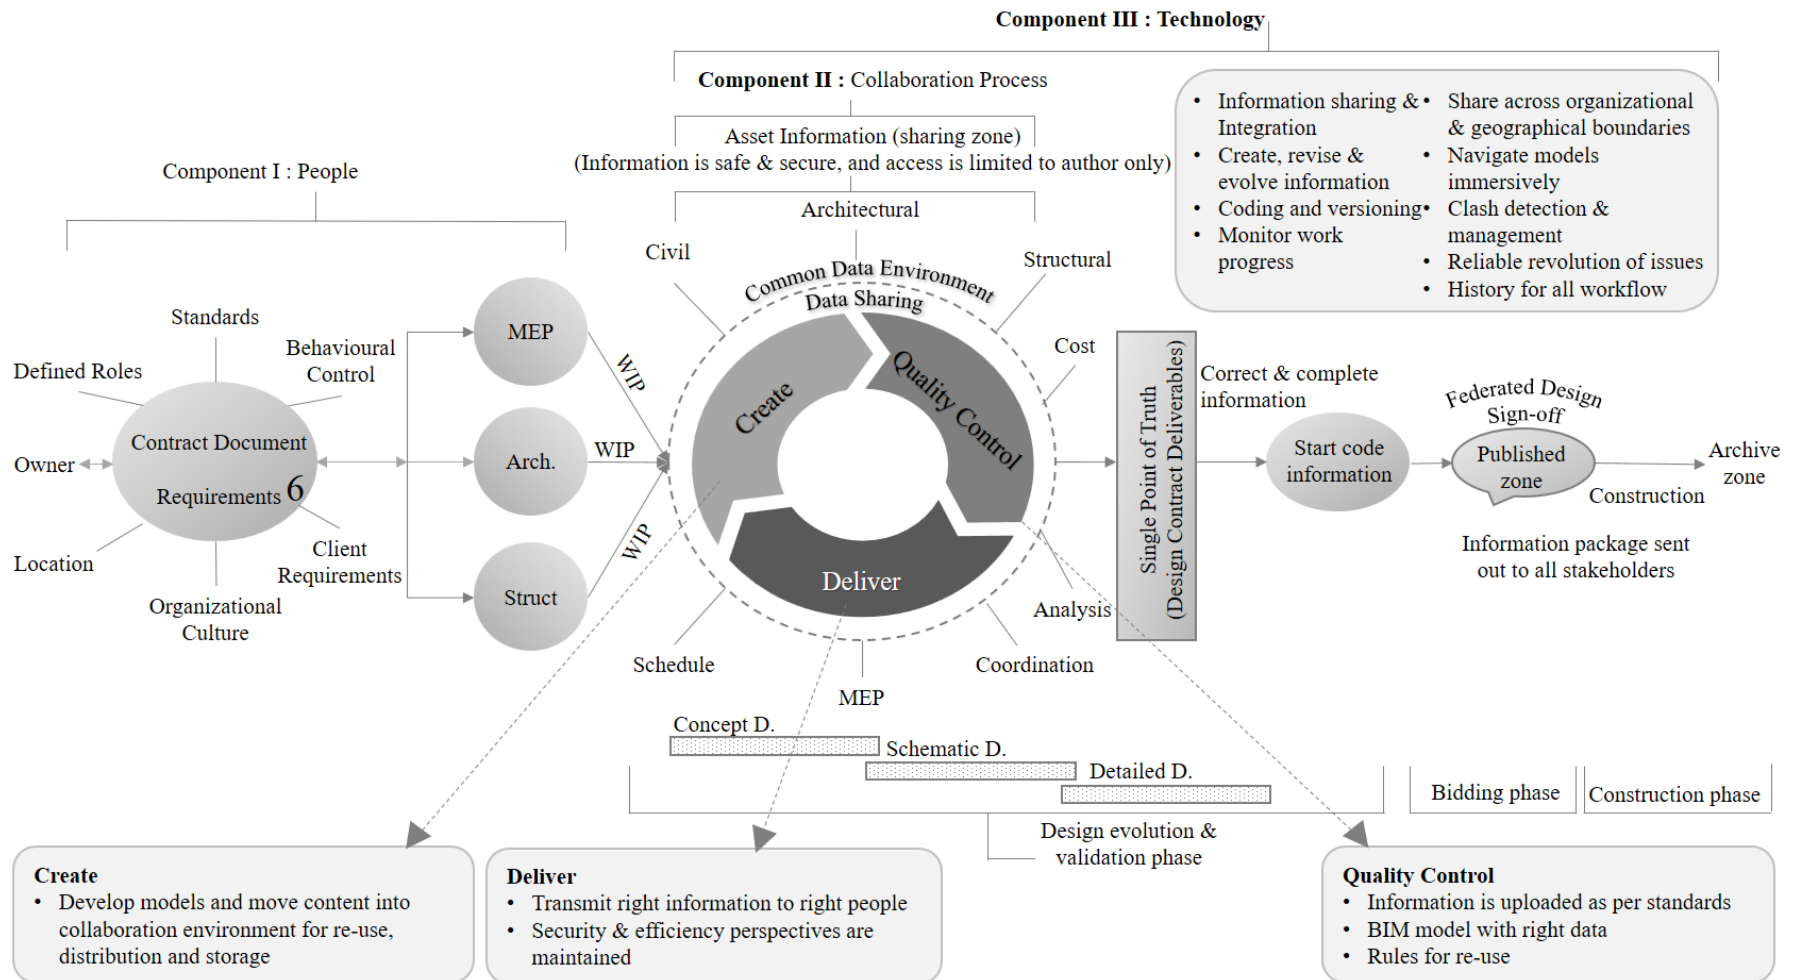 Component III : Technology
Component II : Collaboration Process
Asset Information (sharing zone)
(Information is safe & secure, and access is limited to author only)
• Information sharing &
Integration
• Create, revise &
evolve information
• Coding and versioning
• Monitor work
progress
• Share across organizational
& geographical boundaries
• Navigate models
immersively
• Clash detection &
management
• Reliable revolution of issues
• History for all workflow
Component I : People
Standards
Defined Roles
Behavioural
Control
Owner
Contract Document
Requirements 6
Location
Client
Requirements
Organizational
Culture
MEP
Arch.
Struct
WIP
WIP
WIP
Architectural
Civil
Structural
Cost
Common Data Environment
Data Sharing
Create
Quality Control
Deliver
Analysis
Schedule
Coordination
MEP
Single Point of Truth
(Design Contract Deliverables)
Correct & complete
information
Start code
information
Federated Design
Sign-off
Published
zone
Construction
Archive
zone
Information package sent
out to all stakeholders
Concept D.
Schematic D.
Detailed D.
Design evolution &
validation phase
Bidding phase
Construction phase
Create
• Develop models and move content into
collaboration environment for re-use,
distribution and storage
Deliver
• Transmit right information to right people
• Security & efficiency perspectives are
maintained
Quality Control
• Information is uploaded as per standards
• BIM model with right data
• Rules for re-use